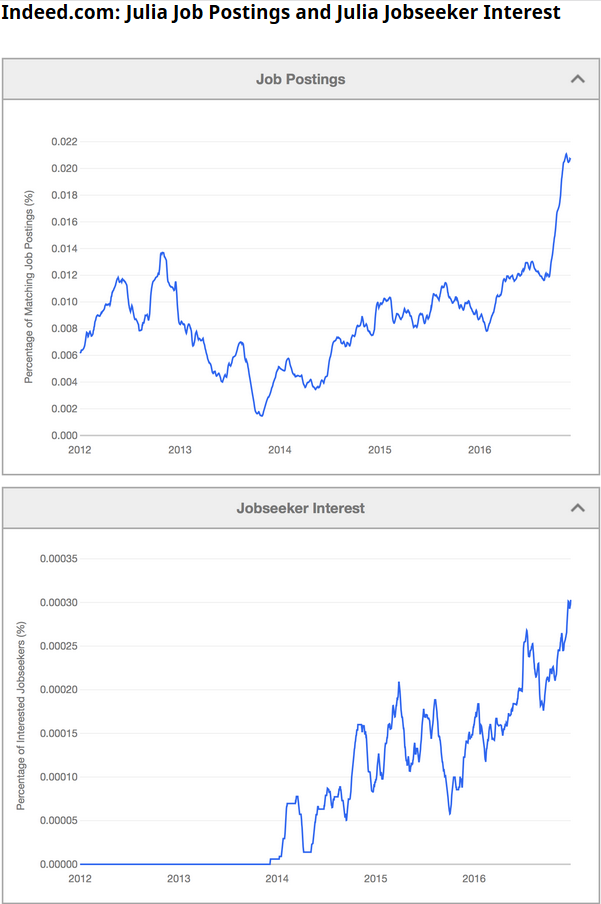 Indeed.com: Julia Job Postings and Julia Jobseeker Interest
Job Postings
Percentage of Matching Job Postings (%)
0.022
0.020
0.018
0.016
0.014
0.012
0.010
0.008
0.006
0.004
0.002
0.000
2012 2013 2014 2015 2016
Jobseeker Interest
Percentage of Interested Jobseekers (%)
0.00035
0.00030
0.00025
0.00020
0.00015
0.00010
0.00005
0.00000
2012 2013 2014 2015 2016